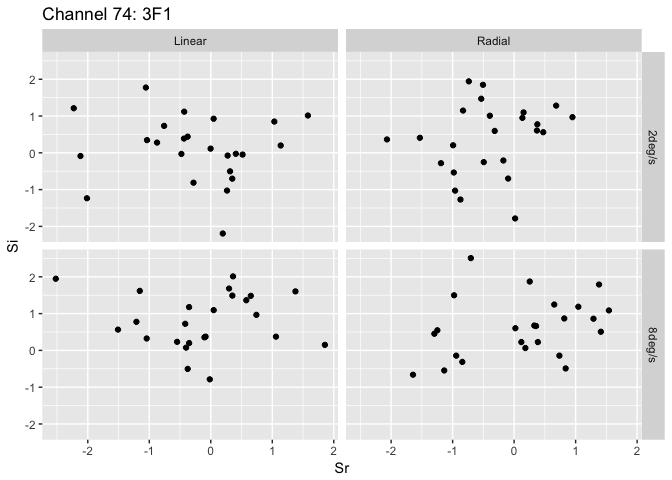 Channel 74: 3F1
Linear
Radial
2
1
0
-1
-2
2deg/s
Si
2
1
0
-1
-2
8deg/s
-2 -1 0 1 2
-2 -1 0 1 2
Sr